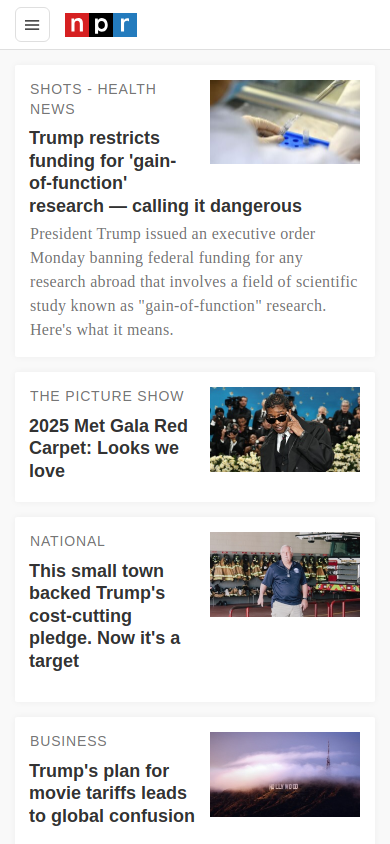 npr
SHOTS - HEALTH
NEWS
Trump restricts
funding for 'gain-
of-function'
research — calling it dangerous
President Trump issued an executive order
Monday banning federal funding for any
research abroad that involves a field of scientific
study known as "gain-of-function" research.
Here's what it means.
THE PICTURE SHOW
2025 Met Gala Red
Carpet: Looks we
love
NATIONAL
This small town
backed Trump's
cost-cutting
pledge. Now it's a
target
BUSINESS
Trump's plan for
movie tariffs leads
to global confusion
HOLLYWOOD